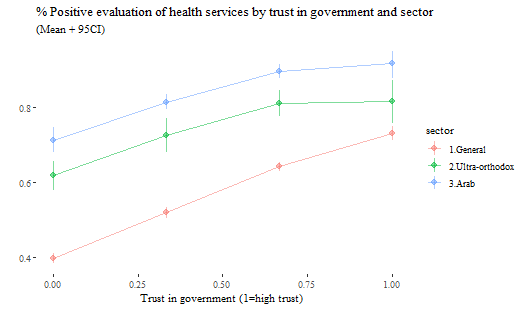 % Positive evaluation of health services by trust in government and sector
(Mean + 95CI)
0.8
0.6
0.4
0.00 0.25 0.50 0.75 1.00
Trust in government (1=high trust)
sector
1.General
2.Ultra-orthodox
3.Arab